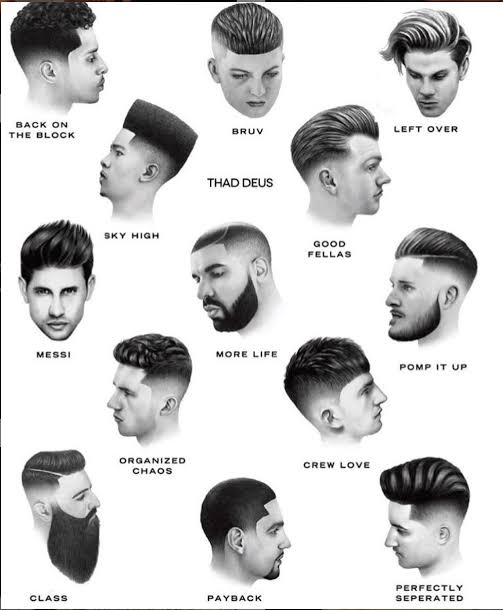 BACK ON
THE BLOCK
BRUV
LEFT OVER
THAD DEUS
SKY HIGH
GOOD
FELLAS
MESSI
MORE LIFE
POMP IT UP
ORGANIZED
CHAOS
CREW LOVE
CLASS
PAYBACK
PERFECTLY
SEPERATED